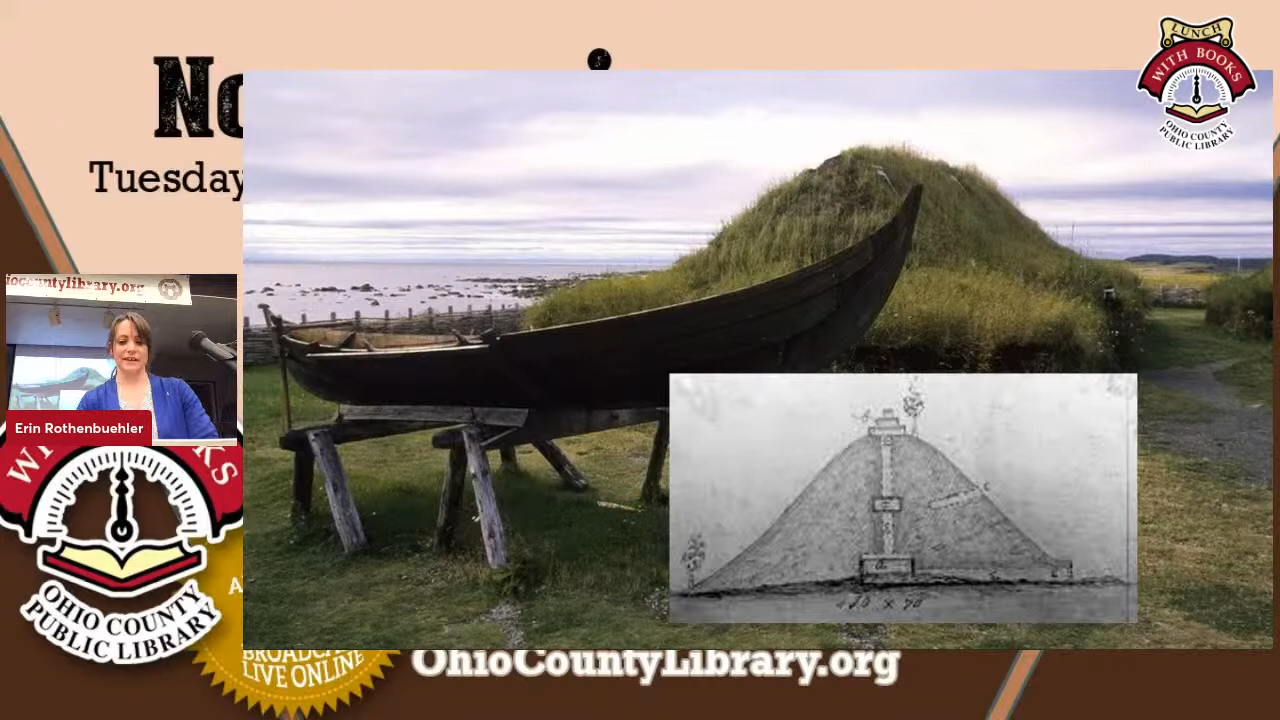 No
Tuesday
LUNCH
WITH BOOKS
OHIO COUNTY
PUBLIC LIBRARY
iocountylibrary.org
Erin Rothenbuehler
OHIO COUNTY
PUBLIC LIBRARY
BROADCAST
LIVE ONLINE
OhioCountyLibrary.org